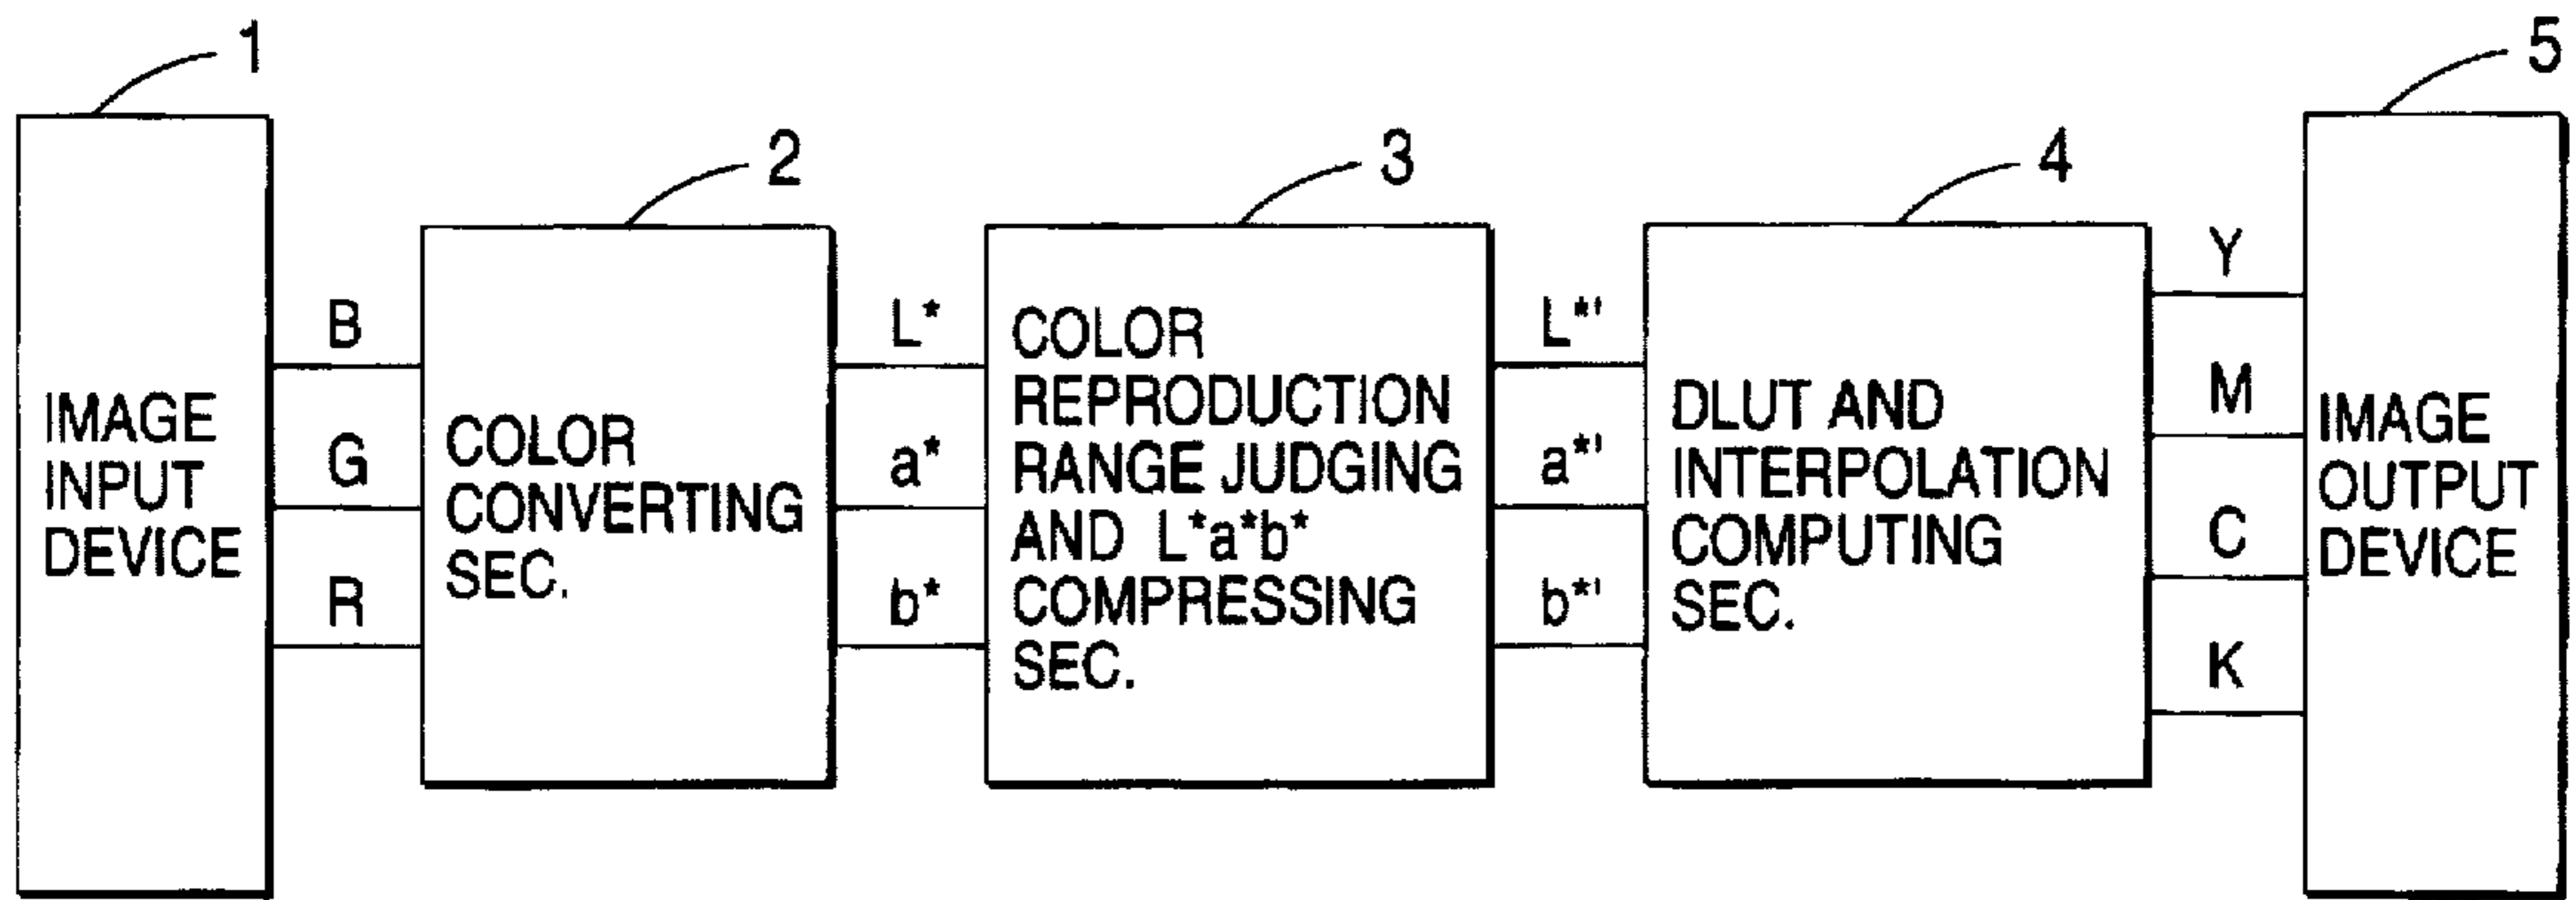 1
IMAGE
INPUT
DEVICE
B
G
R
2
COLOR
CONVERTING
SEC.
L*
a*
b*
3
COLOR
REPRODUCTION
RANGE JUDGING
AND L*a*b*
COMPRESSING
SEC.
L*'
a*'
b*'
4
DLUT AND
INTERPOLATION
COMPUTING
SEC.
Y
M
C
K
5
IMAGE
OUTPUT
DEVICE